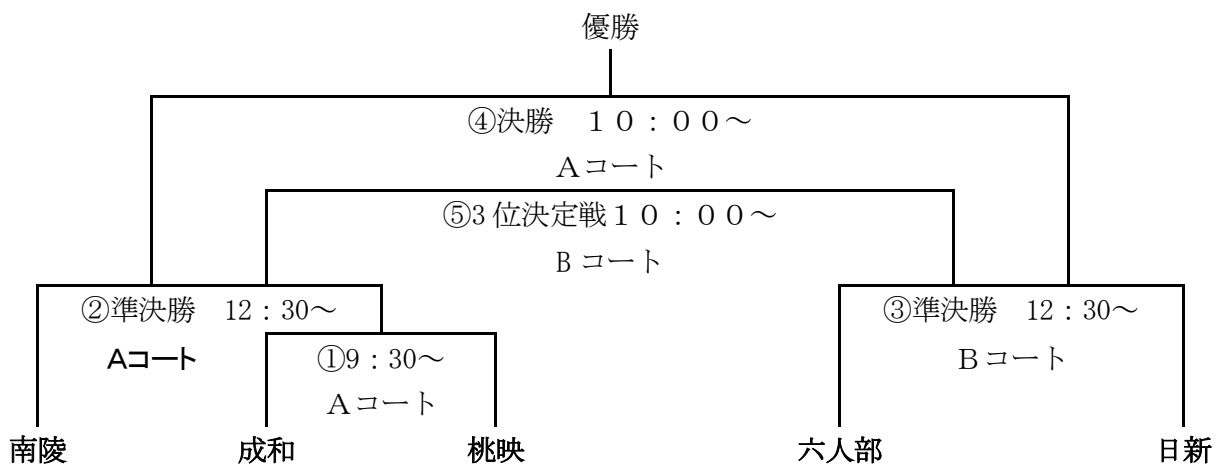 優勝
④決勝　１０：００～
Ａコート
⑤3 位決定戦１０：００～
B コート
②準決勝　12：30～
③準決勝　12：30～
Aコート
①9：30～
Ｂコート
Ａコート
南陵
成和
桃映
六人部
日新